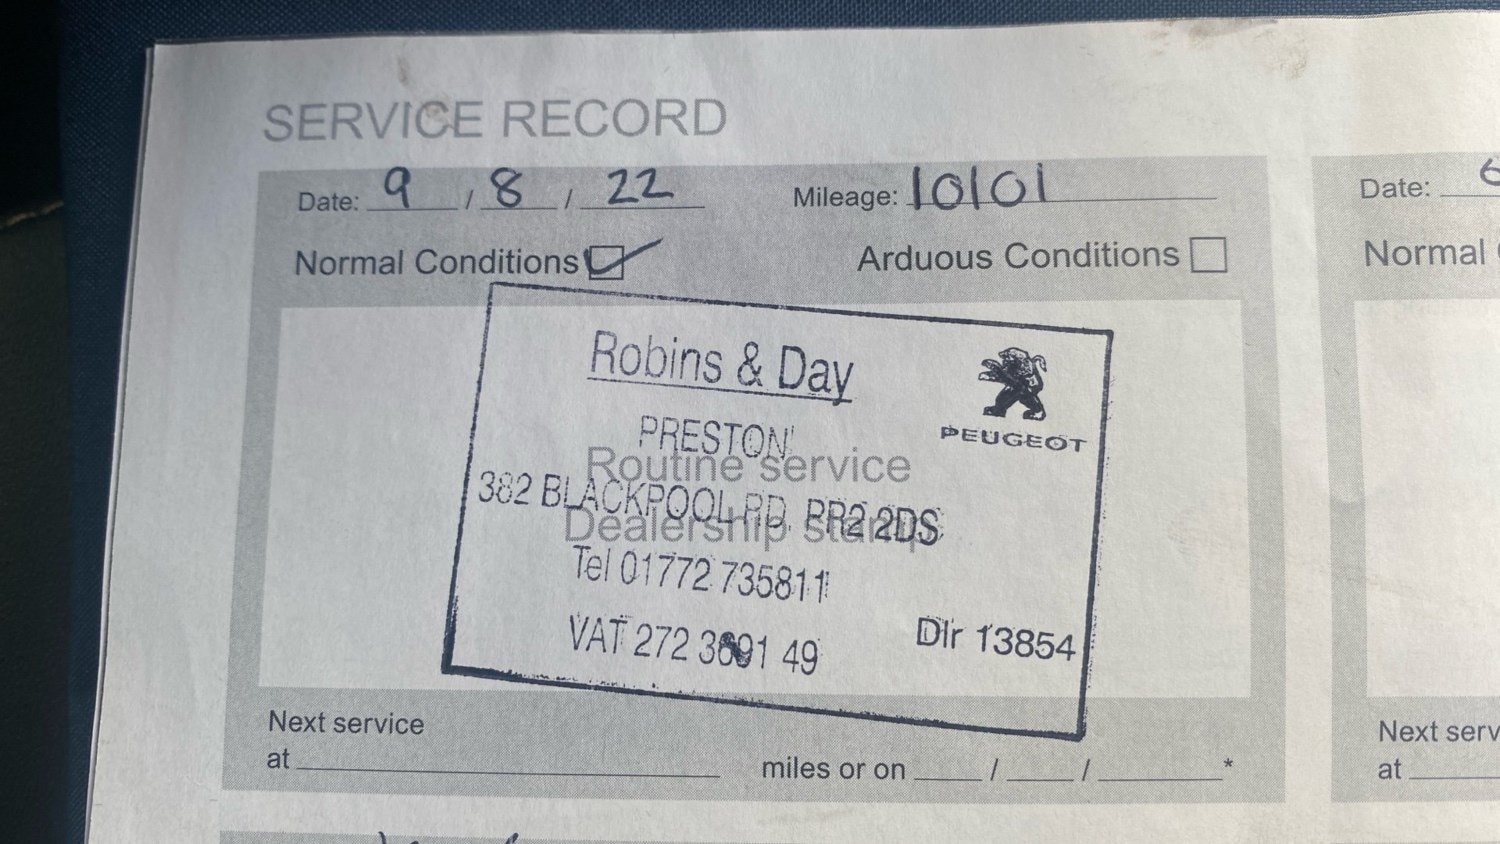 SERVICE RECORD
Date: 9 / 8 / 22 Mileage: 10101
Normal Conditions Arduous Conditions
Robins & Day
PEUGEOT
PRESTON
Routine service
382 BLACKPOOL RD. PR2 2DS
Dealership stamp
Tel 01772 735811
VAT 272 3691 49 Dlr 13854
Next service
at miles or on / / *
Date:
Normal
Next serv
at